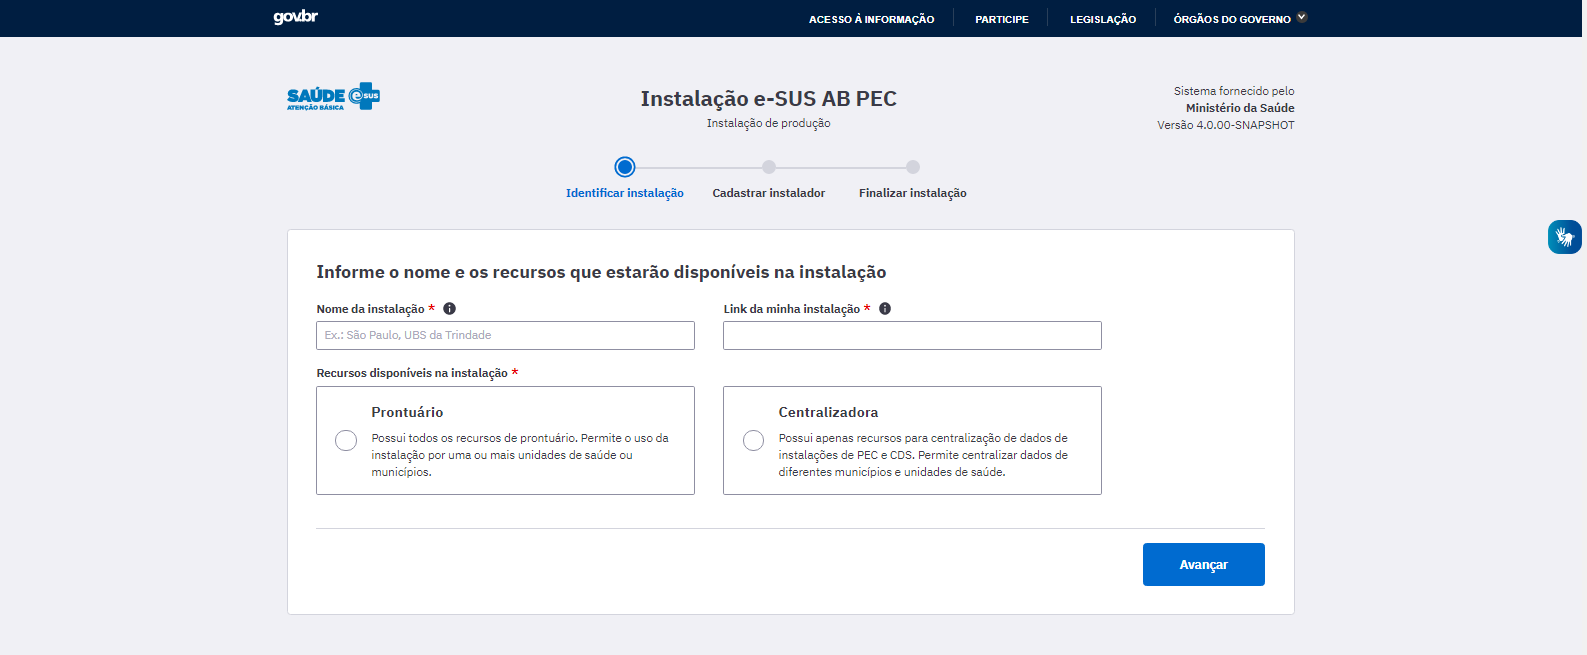 gov.br
ACESSO À INFORMAÇÃO
PARTICIPE
LEGISLAÇÃO
ÓRGÃOS DO GOVERNO
SAÚDE e SUS
ATENÇÃO BÁSICA
Instalação e-SUS AB PEC
Instalação de produção
Sistema fornecido pelo
Ministério da Saúde
Versão 4.0.00-SNAPSHOT
Identificar instalação
Cadastrar instalador
Finalizar instalação
Informe o nome e os recursos que estarão disponíveis na instalação
Nome da instalação *
Ex.: São Paulo, UBS da Trindade
Link da minha instalação *
Recursos disponíveis na instalação *
Prontuário
Possui todos os recursos de prontuário. Permite o uso da
instalação por uma ou mais unidades de saúde ou
municípios.
Centralizadora
Possui apenas recursos para centralização de dados de
instalações de PEC e CDS. Permite centralizar dados de
diferentes municípios e unidades de saúde.
Avançar